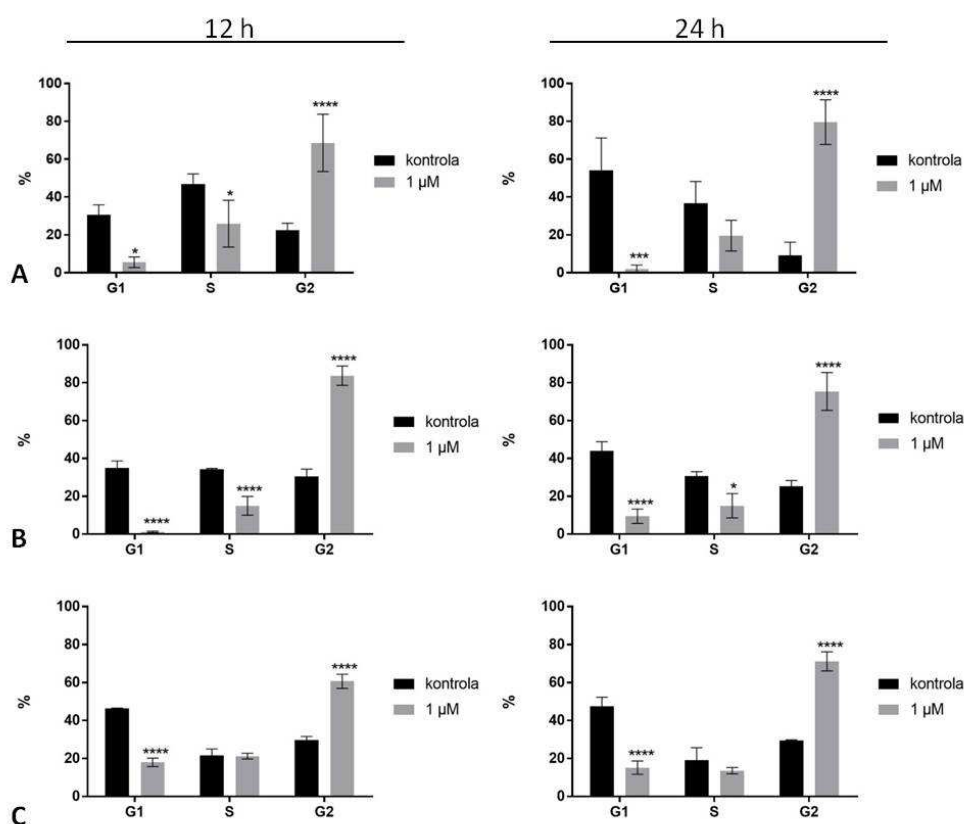 12 h
24 h
100
80
60
40
20
0
%
* * ****
G1 S G2
kontrola
1 µM
A
100
80
60
40
20
0
%
*** ****
G1 S G2
kontrola
1 µM
100
80
60
40
20
0
%
**** **** ****
G1 S G2
kontrola
1 µM
B
100
80
60
40
20
0
%
**** * ****
G1 S G2
kontrola
1 µM
100
80
60
40
20
0
%
**** ****
G1 S G2
kontrola
1 µM
C
100
80
60
40
20
0
%
**** ****
G1 S G2
kontrola
1 µM